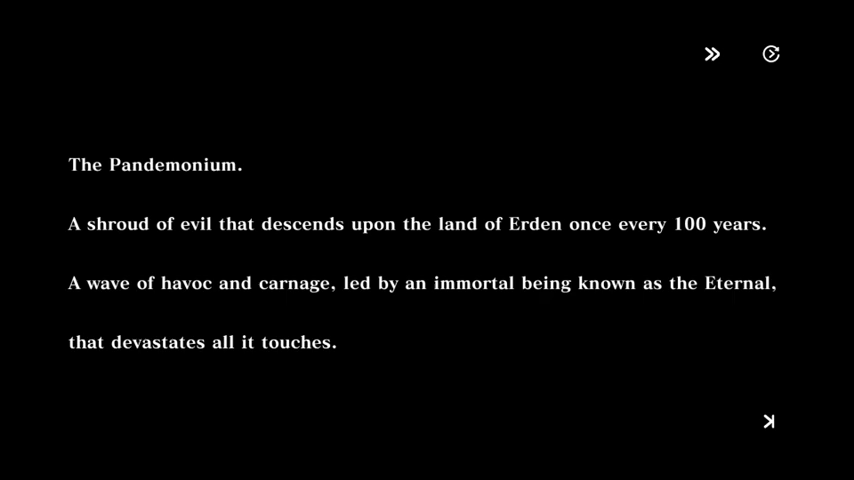 The Pandemonium.
A shroud of evil that descends upon the land of Erden once every 100 years.
A wave of havoc and carnage, led by an immortal being known as the Eternal,
that devastates all it touches.